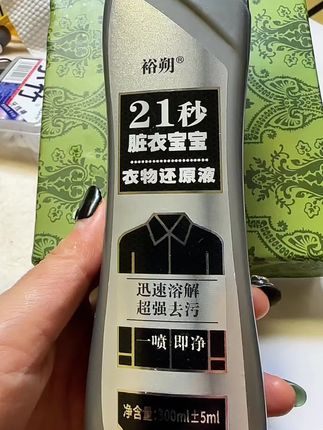 裕朔®
21秒
脏衣宝宝
衣物还原液
迅速溶解
超强去污
一喷即净
净含量:300ml±5ml